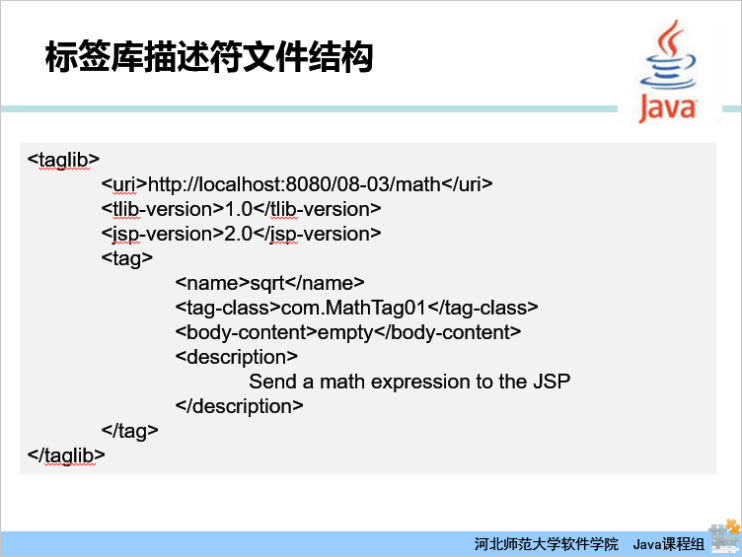 标签库描述符文件结构
Java
<taglib>
<uri>http://localhost:8080/08-03/math</uri>
<tlib-version>1.0</tlib-version>
<jsp-version>2.0</jsp-version>
<tag>
<name>sqrt</name>
<tag-class>com.MathTag01</tag-class>
<body-content>empty</body-content>
<description>
Send a math expression to the JSP
</description>
</tag>
</taglib>
河北师范大学软件学院 Java课程组